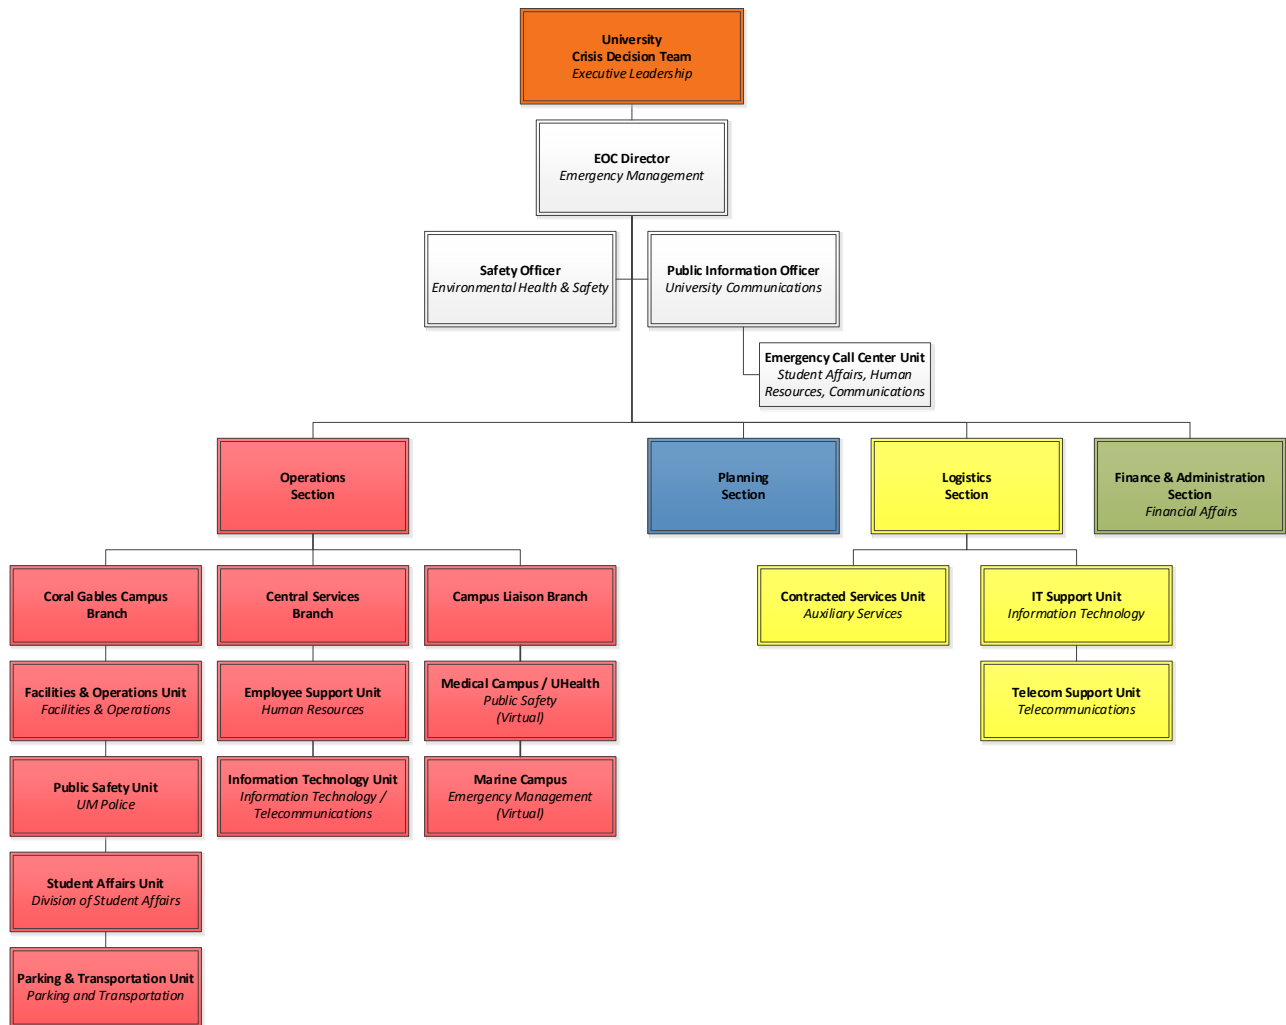 University
Crisis Decision Team
Executive Leadership
EOC Director
Emergency Management
Safety Officer
Environmental Health & Safety
Public Information Officer
University Communications
Emergency Call Center Unit
Student Affairs, Human
Resources, Communications
Operations
Section
Planning
Section
Logistics
Section
Finance & Administration
Section
Financial Affairs
Coral Gables Campus
Branch
Central Services
Branch
Campus Liaison Branch
Contracted Services Unit
Auxiliary Services
IT Support Unit
Information Technology
Facilities & Operations Unit
Facilities & Operations
Employee Support Unit
Human Resources
Medical Campus / UHealth
Public Safety
(Virtual)
Telecom Support Unit
Telecommunications
Public Safety Unit
UM Police
Information Technology Unit
Information Technology /
Telecommunications
Marine Campus
Emergency Management
(Virtual)
Student Affairs Unit
Division of Student Affairs
Parking & Transportation Unit
Parking and Transportation